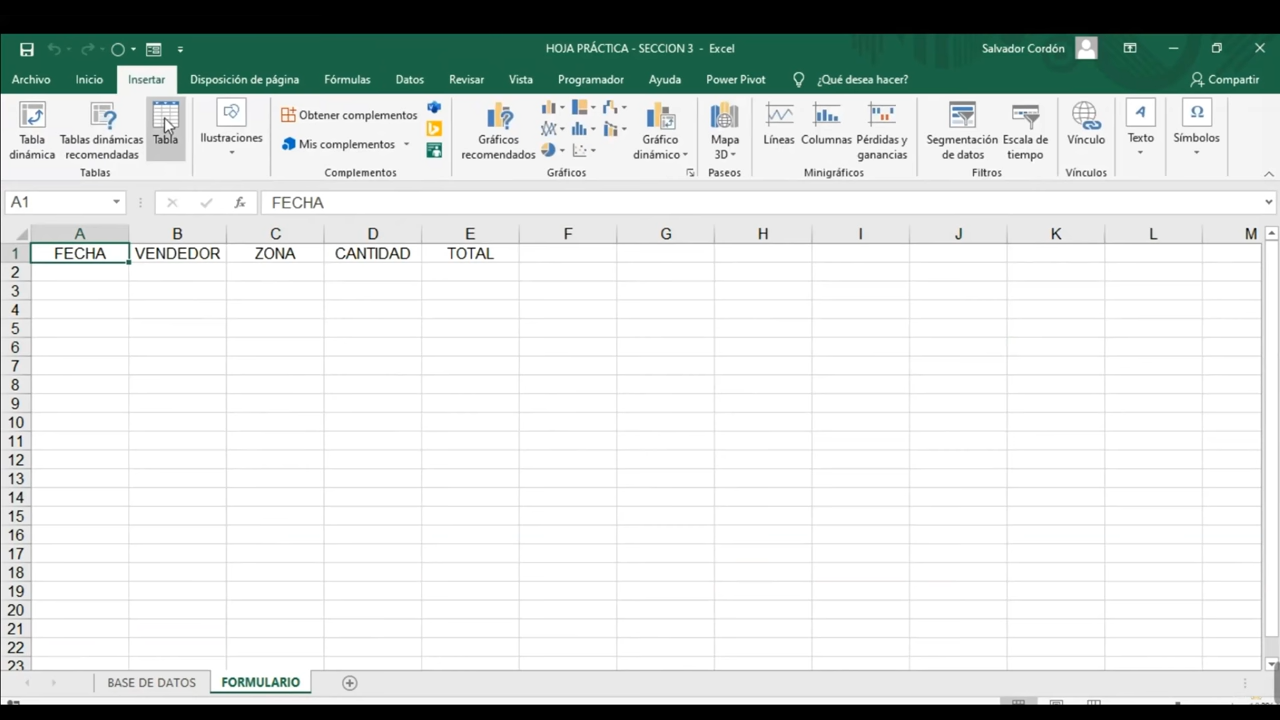 HOJA PRÁCTICA - SECCION 3 - Excel
Salvador Cordón
Archivo Inicio Insertar Disposición de página Fórmulas Datos Revisar Vista Programador Ayuda Power Pivot ¿Qué desea hacer? Compartir
Tabla dinámica
Tablas dinámicas recomendadas
Tabla
Tablas
Ilustraciones
Obtener complementos
Mis complementos
Complementos
Gráficos recomendados
Gráfico dinámico
Gráficos
Mapa 3D
Paseos
Líneas
Columnas
Pérdidas y ganancias
Minigráficos
Segmentación de datos
Escala de tiempo
Filtros
Vínculo
Vínculos
Texto
Símbolos
A1 fx FECHA
A B C D E F G H I J K L M
1 FECHA VENDEDOR ZONA CANTIDAD TOTAL
2
3
4
5
6
7
8
9
10
11
12
13
14
15
16
17
18
19
20
21
22
23
BASE DE DATOS FORMULARIO